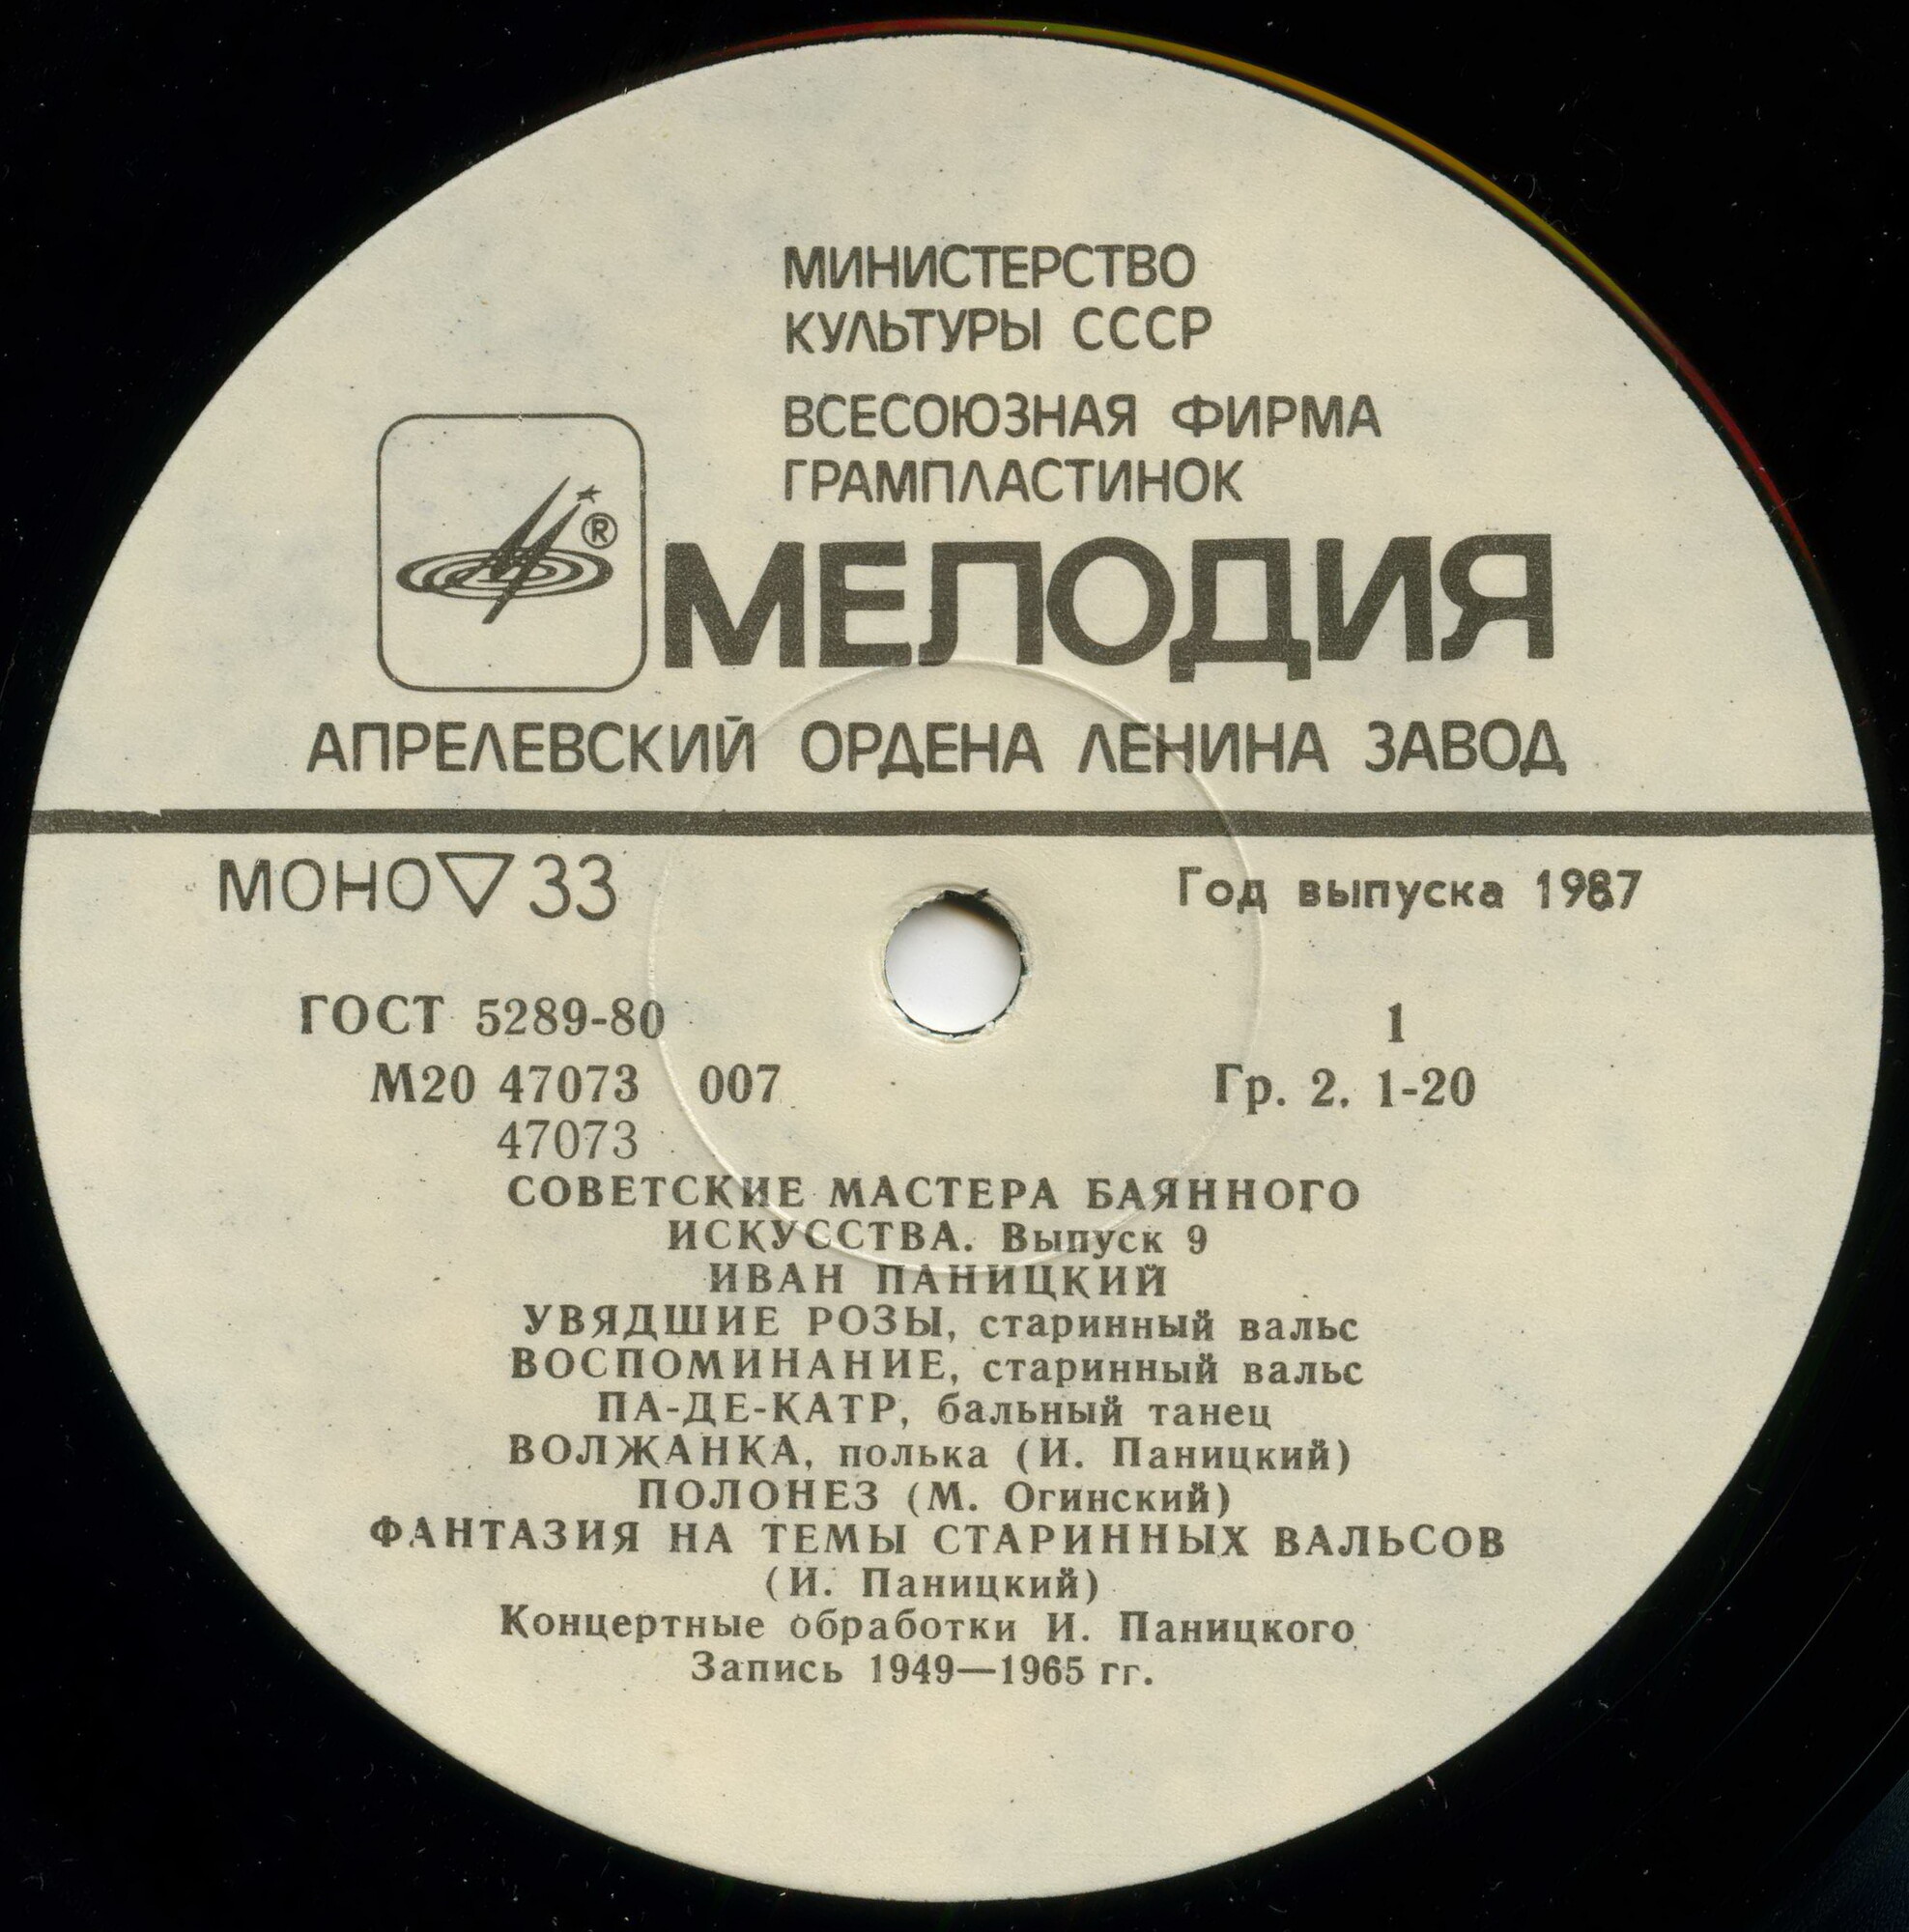 МИНИСТЕРСТВО
КУЛЬТУРЫ СССР
ВСЕСОЮЗНАЯ ФИРМА
ГРАМПЛАСТИНОК
®
МЕЛОДИЯ
АПРЕЛЕВСКИЙ ОРДЕНА ЛЕНИНА ЗАВОД
МОНО ▽ 33 Год выпуска 1987
ГОСТ 5289-80 1
М20 47073 007 Гр. 2. 1-20
47073
СОВЕТСКИЕ МАСТЕРА БАЯННОГО
ИСКУССТВА. Выпуск 9
ИВАН ПАНИЦКИЙ
УВЯДШИЕ РОЗЫ, старинный вальс
ВОСПОМИНАНИЕ, старинный вальс
ПА-ДЕ-КАТР, бальный танец
ВОЛЖАНКА, полька (И. Паницкий)
ПОЛОНЕЗ (М. Огинский)
ФАНТАЗИЯ НА ТЕМЫ СТАРИННЫХ ВАЛЬСОВ
(И. Паницкий)
Концертные обработки И. Паницкого
Запись 1949—1965 гг.